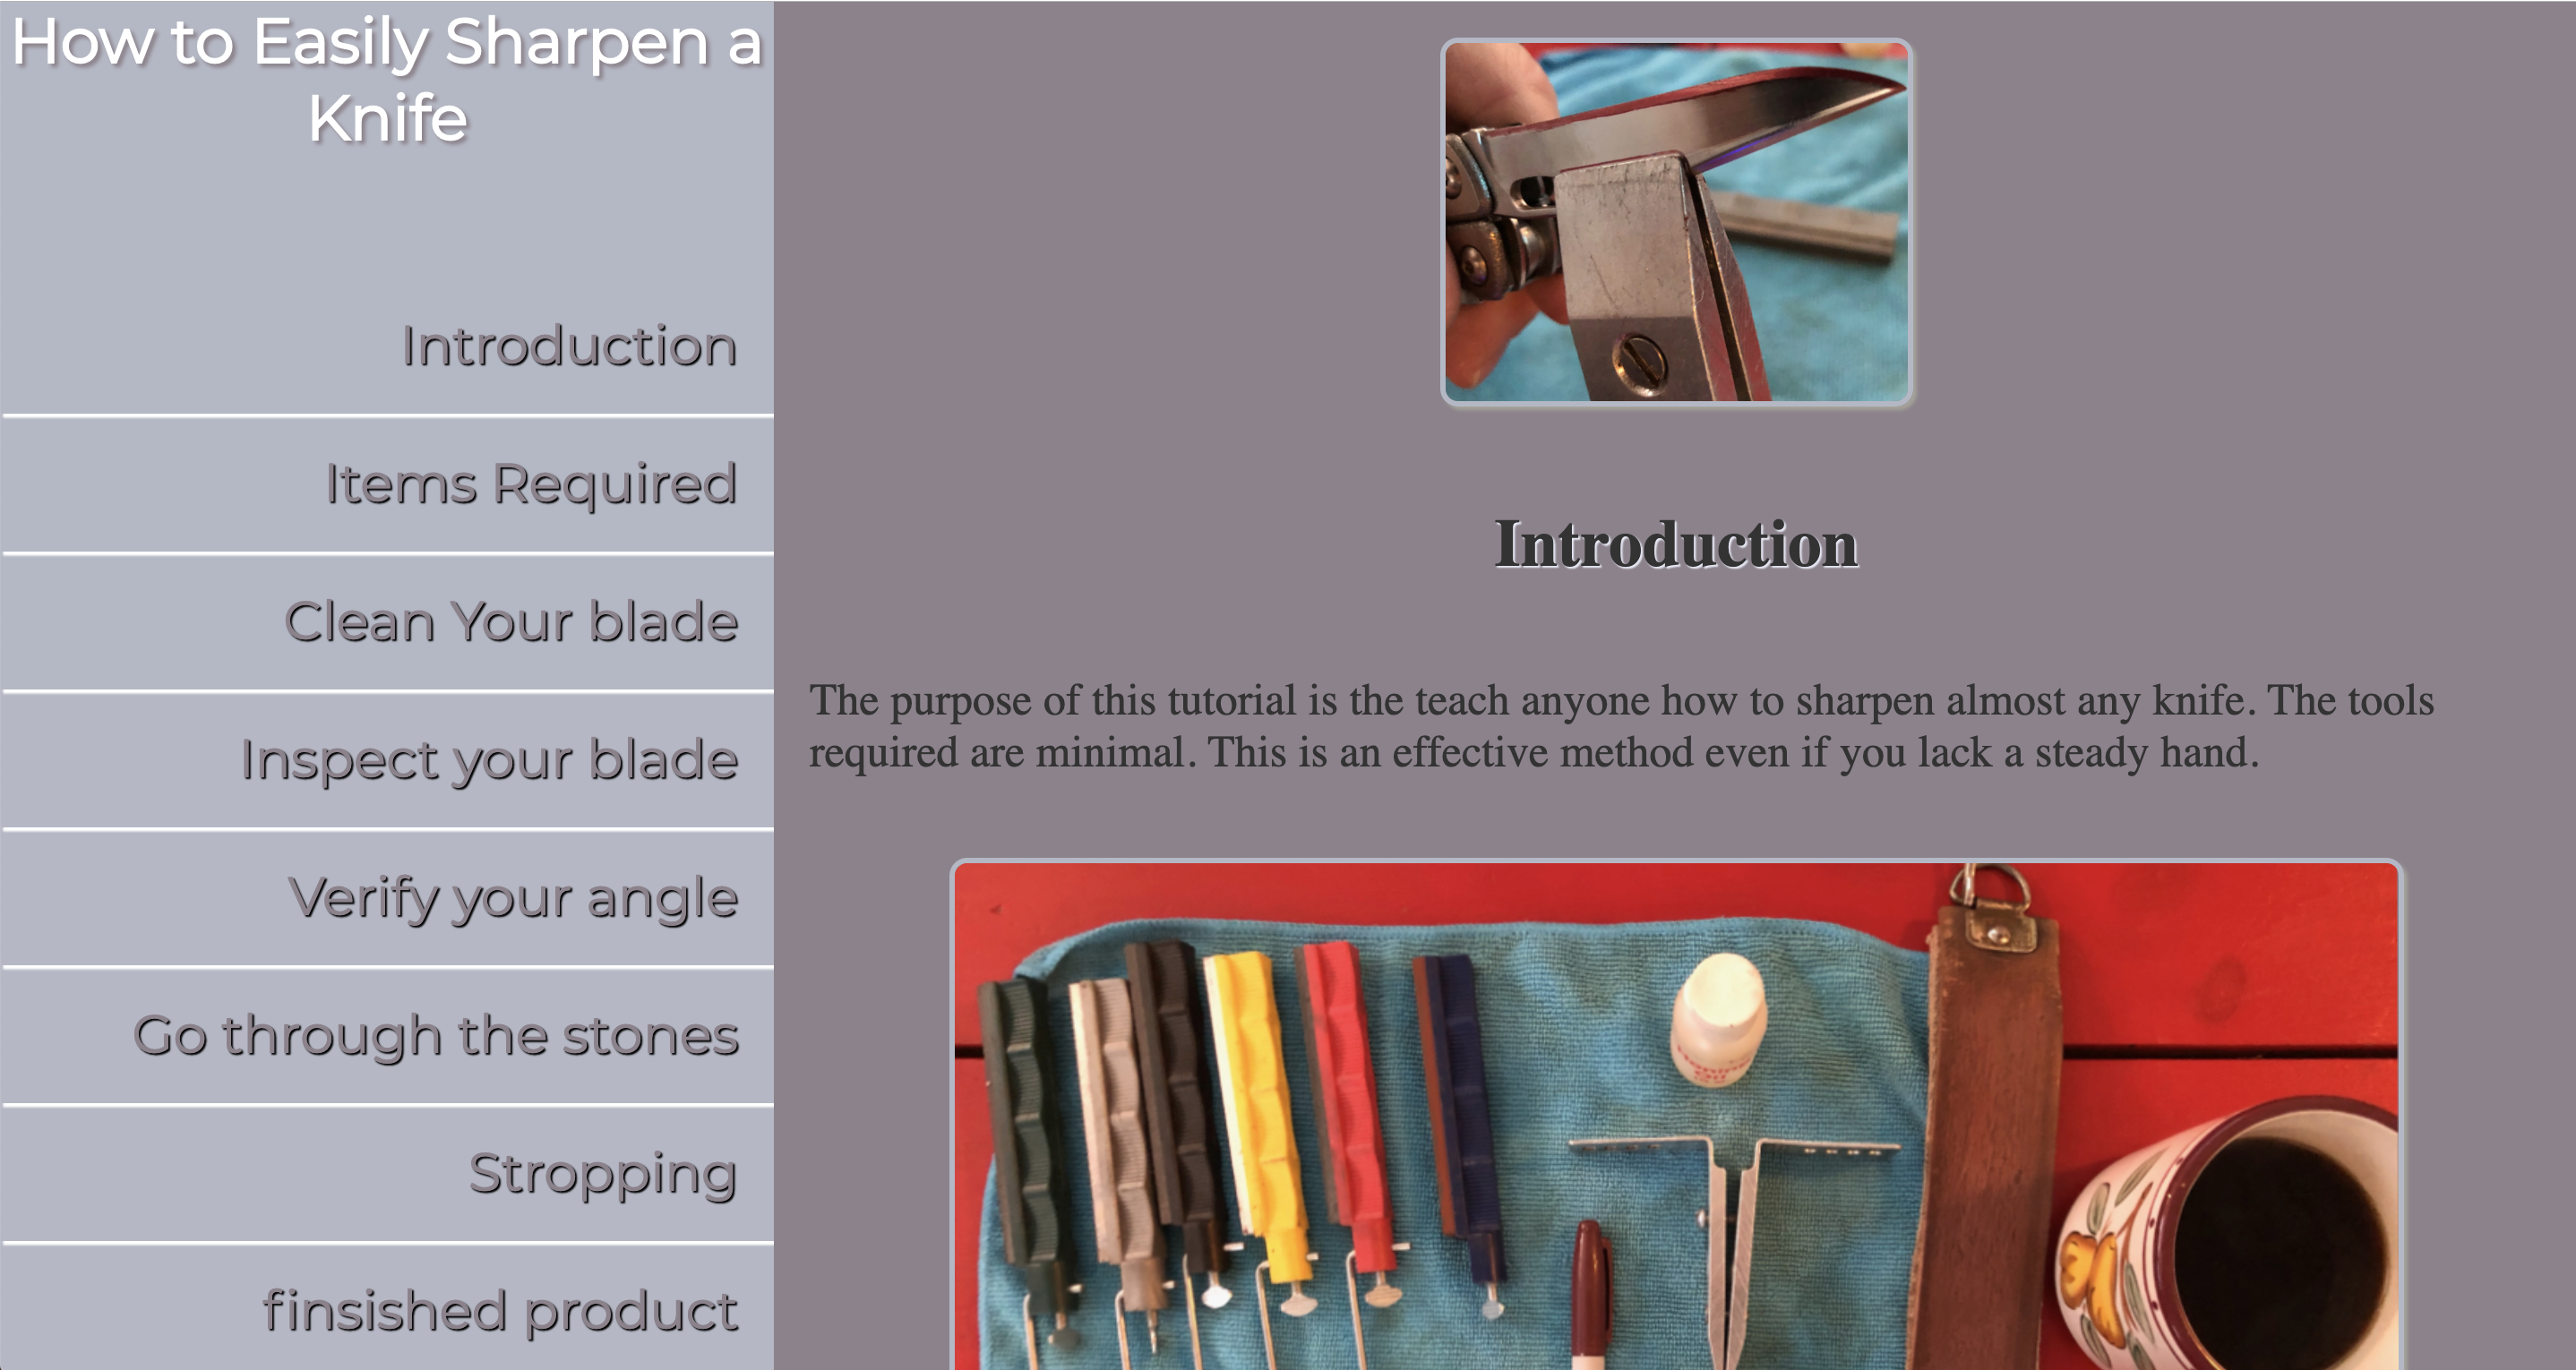 How to Easily Sharpen a
Knife
Introduction
Items Required
Clean Your blade
Inspect your blade
Verify your angle
Go through the stones
Stropping
finsished product
Introduction
The purpose of this tutorial is the teach anyone how to sharpen almost any knife. The tools
required are minimal. This is an effective method even if you lack a steady hand.